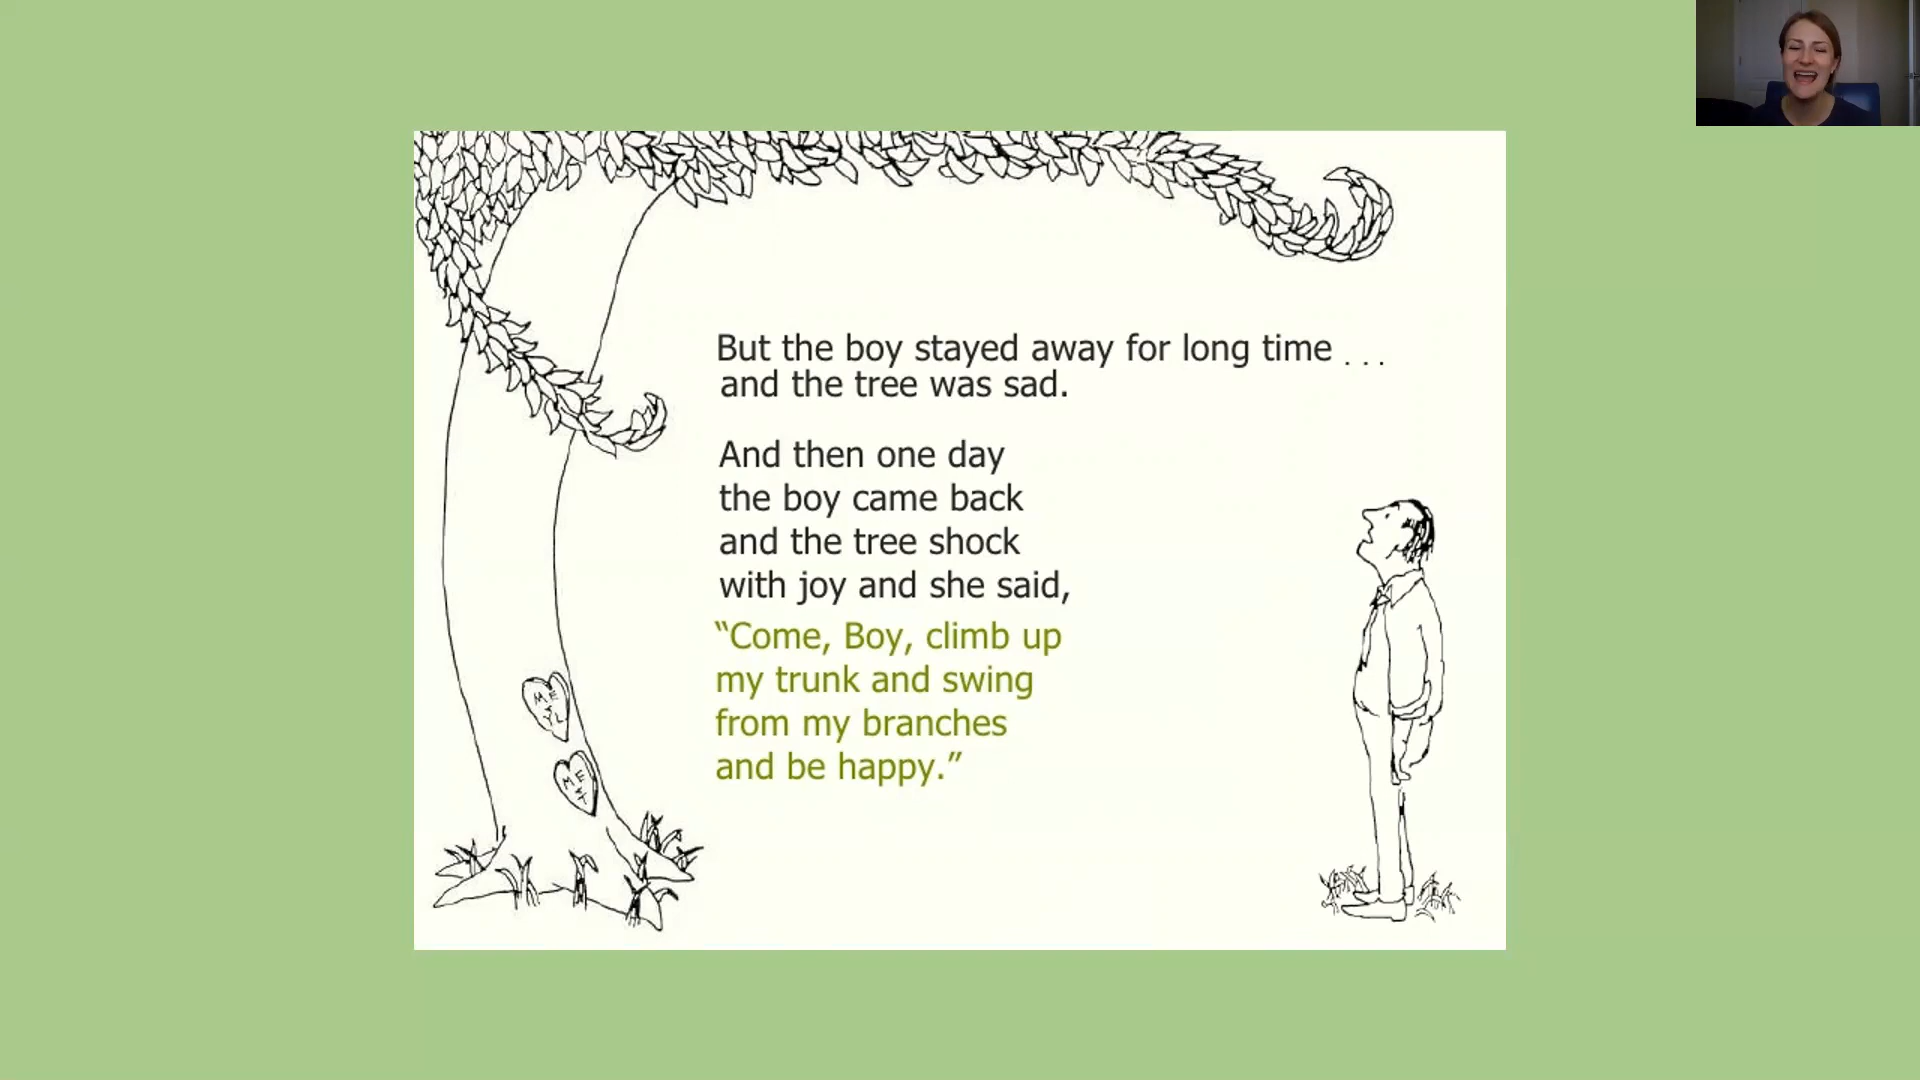 But the boy stayed away for long time . . .
and the tree was sad.
And then one day
the boy came back
and the tree shock
with joy and she said,
“Come, Boy, climb up
my trunk and swing
from my branches
and be happy.”
M E
Y L
M E
T